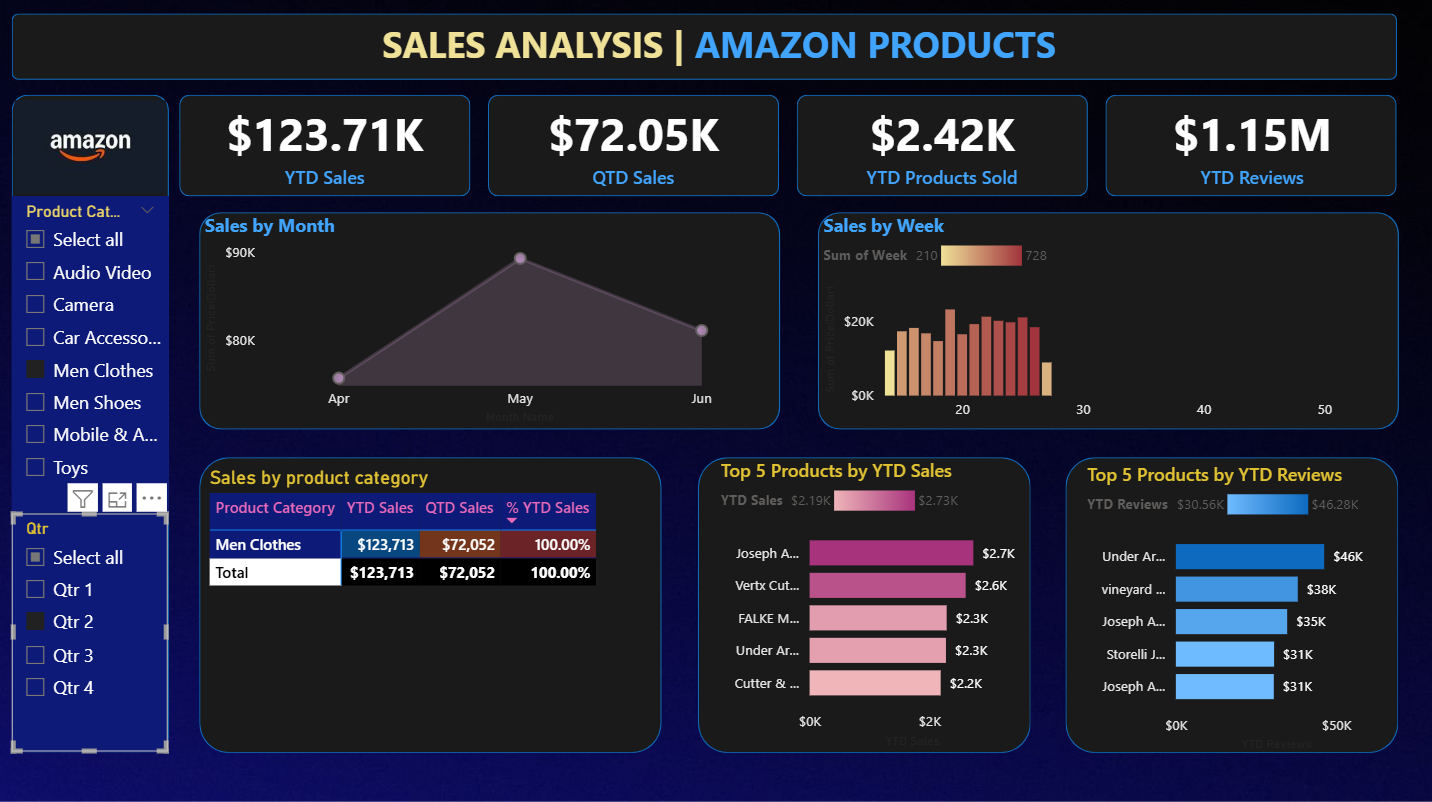 SALES ANALYSIS | AMAZON PRODUCTS
amazon
$123.71K
YTD Sales
$72.05K
QTD Sales
$2.42K
YTD Products Sold
$1.15M
YTD Reviews
Product Cat...
Select all
Audio Video
Camera
Car Accesso...
Men Clothes
Men Shoes
Mobile & A...
Toys
Qtr
Select all
Qtr 1
Qtr 2
Qtr 3
Qtr 4
Sales by Month
$90K
$80K
Apr May Jun
Month Name
Sales by Week
Sum of Week 210 728
$20K
$0K
20 30 40 50
Sales by product category
Product Category YTD Sales QTD Sales % YTD Sales
Men Clothes $123,713 $72,052 100.00%
Total $123,713 $72,052 100.00%
Top 5 Products by YTD Sales
YTD Sales $2.19K $2.73K
Joseph A... $2.7K
Vertx Cut... $2.6K
FALKE M... $2.3K
Under Ar... $2.3K
Cutter & ... $2.2K
$0K $2K
YTD Sales
Top 5 Products by YTD Reviews
YTD Reviews $30.56K $46.28K
Under Ar... $46K
vineyard ... $38K
Joseph A... $35K
Storelli J... $31K
Joseph A... $31K
$0K $50K
YTD Reviews